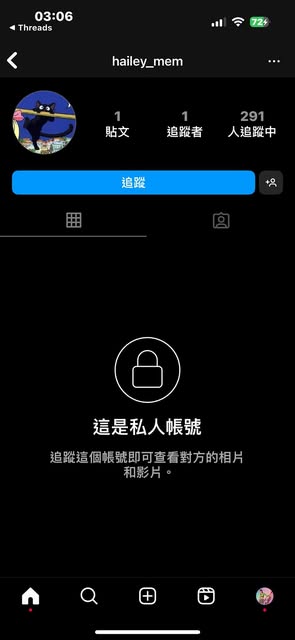 03:06
72
◀ Threads
hailey_mem
1
1
291
貼文
追蹤者
人追蹤中
追蹤
這是私人帳號
追蹤這個帳號即可查看對方的相片
和影片。